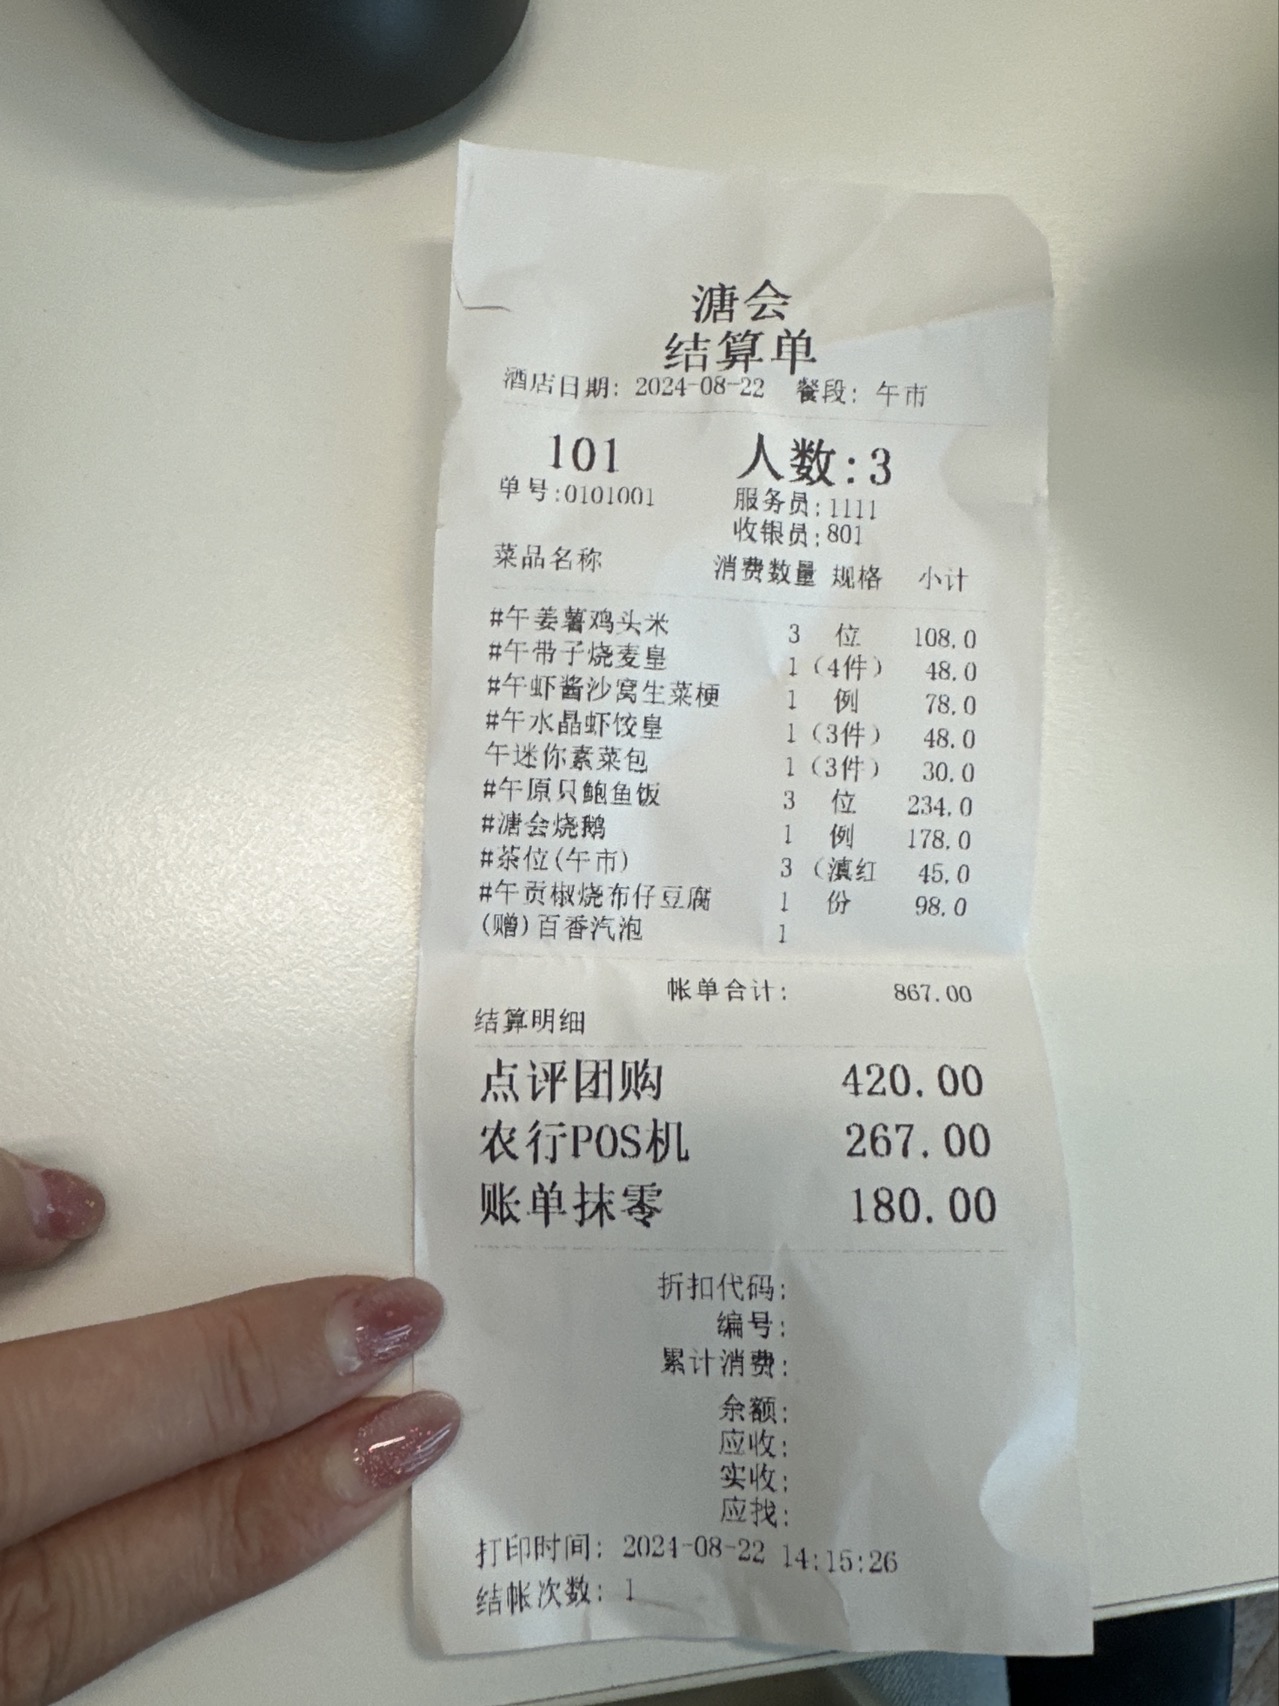 溏会
结算单
酒店日期: 2024-08-22 餐段: 午市
101 人数:3
单号:0101001 服务员:1111
收银员:801
菜品名称 消费数量 规格 小计
#午姜薯鸡头米 3 位 108.0
#午带子烧麦皇 1 (4件) 48.0
#午虾酱沙窝生菜梗 1 例 78.0
#午水晶虾饺皇 1 (3件) 48.0
午迷你素菜包 1 (3件) 30.0
#午原只鲍鱼饭 3 位 234.0
#溏会烧鹅 1 例 178.0
#茶位(午市) 3 (滇红 45.0
#午贡椒烧布仔豆腐 1 份 98.0
(赠)百香汽泡 1
帐单合计: 867.00
结算明细
点评团购 420.00
农行POS机 267.00
账单抹零 180.00
折扣代码:
编号:
累计消费:
余额:
应收:
实收:
应找:
打印时间: 2024-08-22 14:15:26
结帐次数: 1